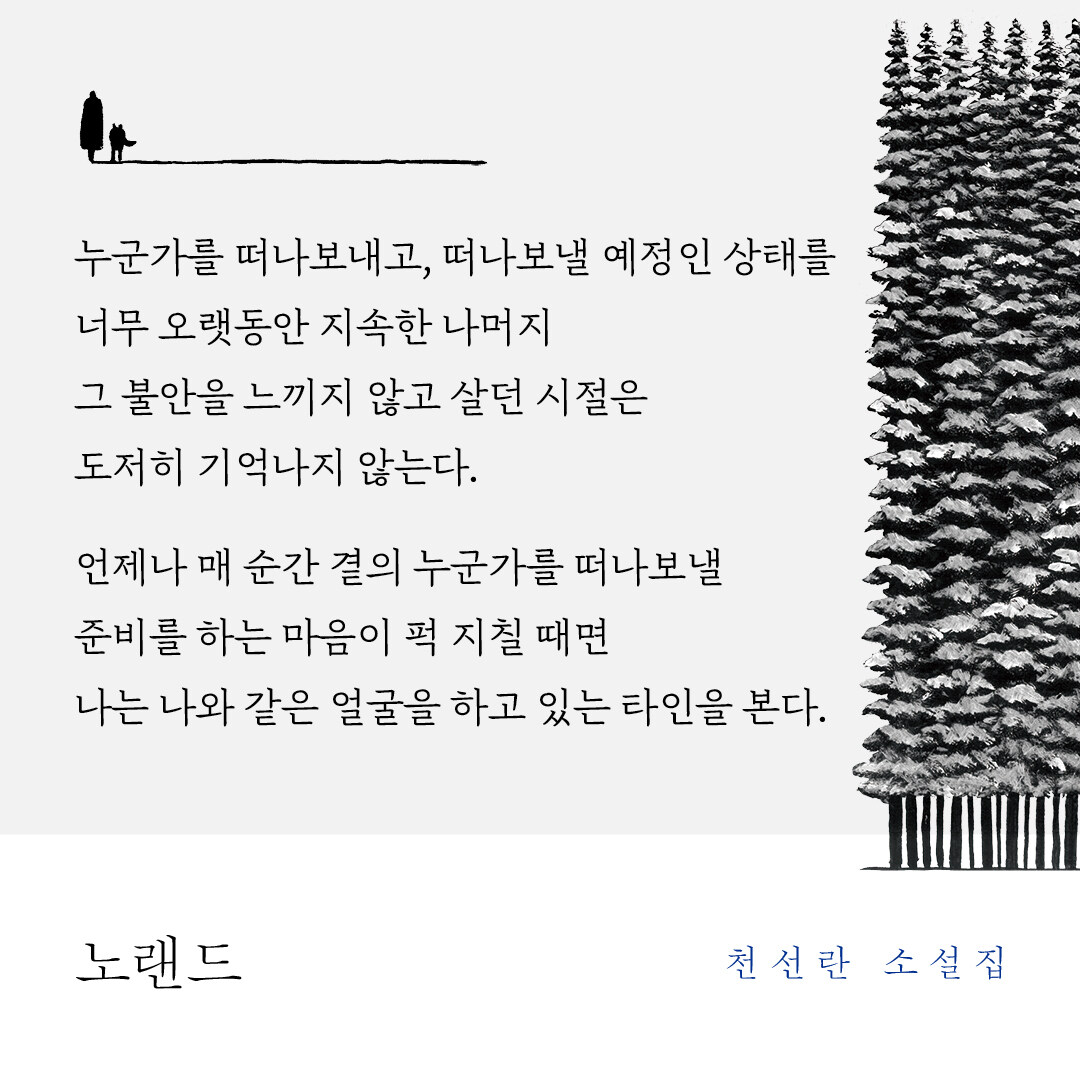 누군가를 떠나보내고, 떠나보낼 예정인 상태를
너무 오랫동안 지속한 나머지
그 불안을 느끼지 않고 살던 시절은
도저히 기억나지 않는다.
언제나 매 순간 곁의 누군가를 떠나보낼
준비를 하는 마음이 퍽 지칠 때면
나는 나와 같은 얼굴을 하고 있는 타인을 본다.
노랜드
천선란 소설집